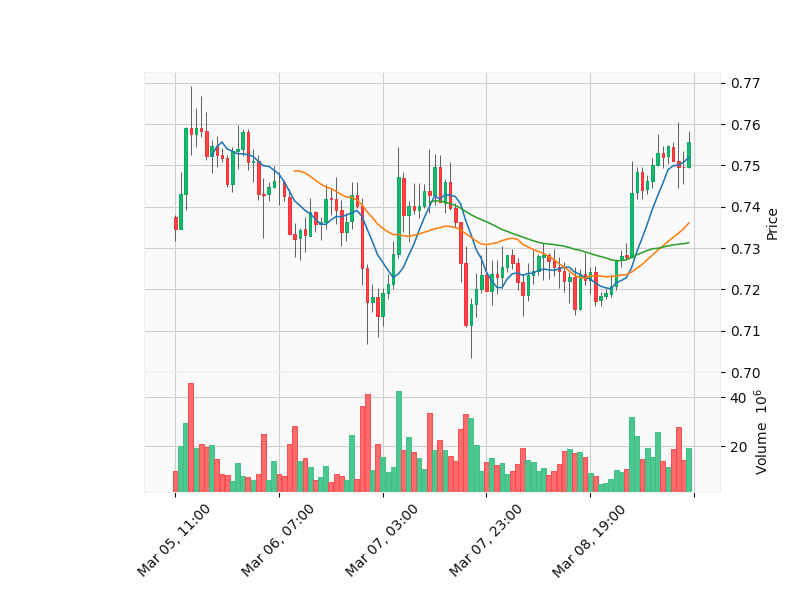 0.77
0.76
0.75
0.74
0.73
0.72
0.71
0.70
Price
40
20
Volume 10^6
Mar 05, 11:00
Mar 06, 07:00
Mar 07, 03:00
Mar 07, 23:00
Mar 08, 19:00